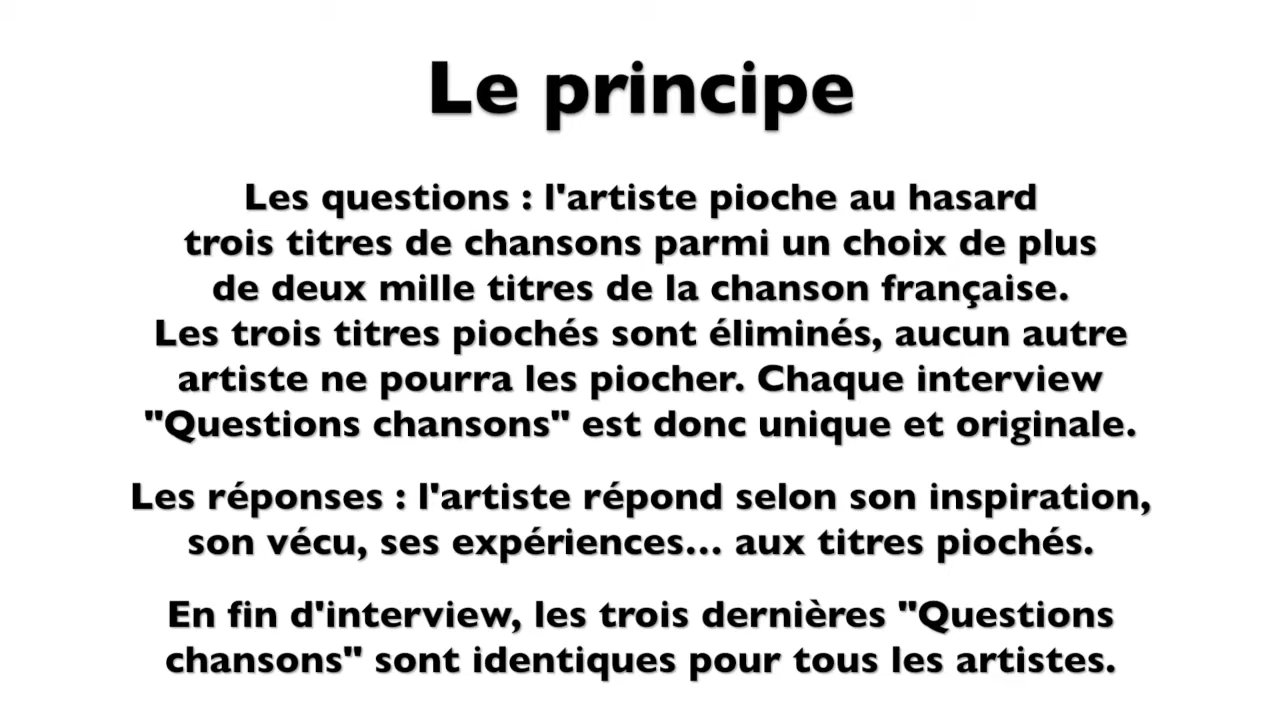 Le principe
Les questions : l'artiste pioche au hasard
trois titres de chansons parmi un choix de plus
de deux mille titres de la chanson française.
Les trois titres piochés sont éliminés, aucun autre
artiste ne pourra les piocher. Chaque interview
"Questions chansons" est donc unique et originale.
Les réponses : l'artiste répond selon son inspiration,
son vécu, ses expériences... aux titres piochés.
En fin d'interview, les trois dernières "Questions
chansons" sont identiques pour tous les artistes.